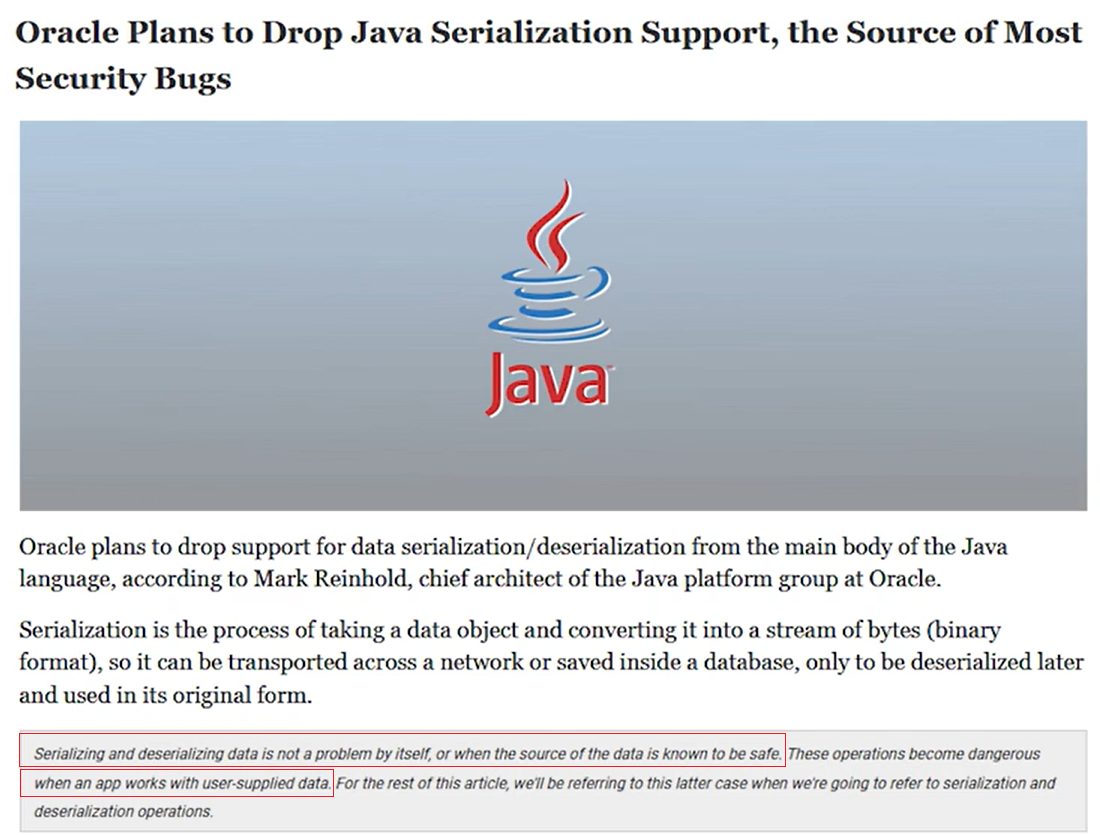 Oracle Plans to Drop Java Serialization Support, the Source of Most
Security Bugs
Java
Oracle plans to drop support for data serialization/deserialization from the main body of the Java
language, according to Mark Reinhold, chief architect of the Java platform group at Oracle.
Serialization is the process of taking a data object and converting it into a stream of bytes (binary
format), so it can be transported across a network or saved inside a database, only to be deserialized later
and used in its original form.
Serializing and deserializing data is not a problem by itself, or when the source of the data is known to be safe. These operations become dangerous
when an app works with user-supplied data. For the rest of this article, we'll be referring to this latter case when we're going to refer to serialization and
deserialization operations.